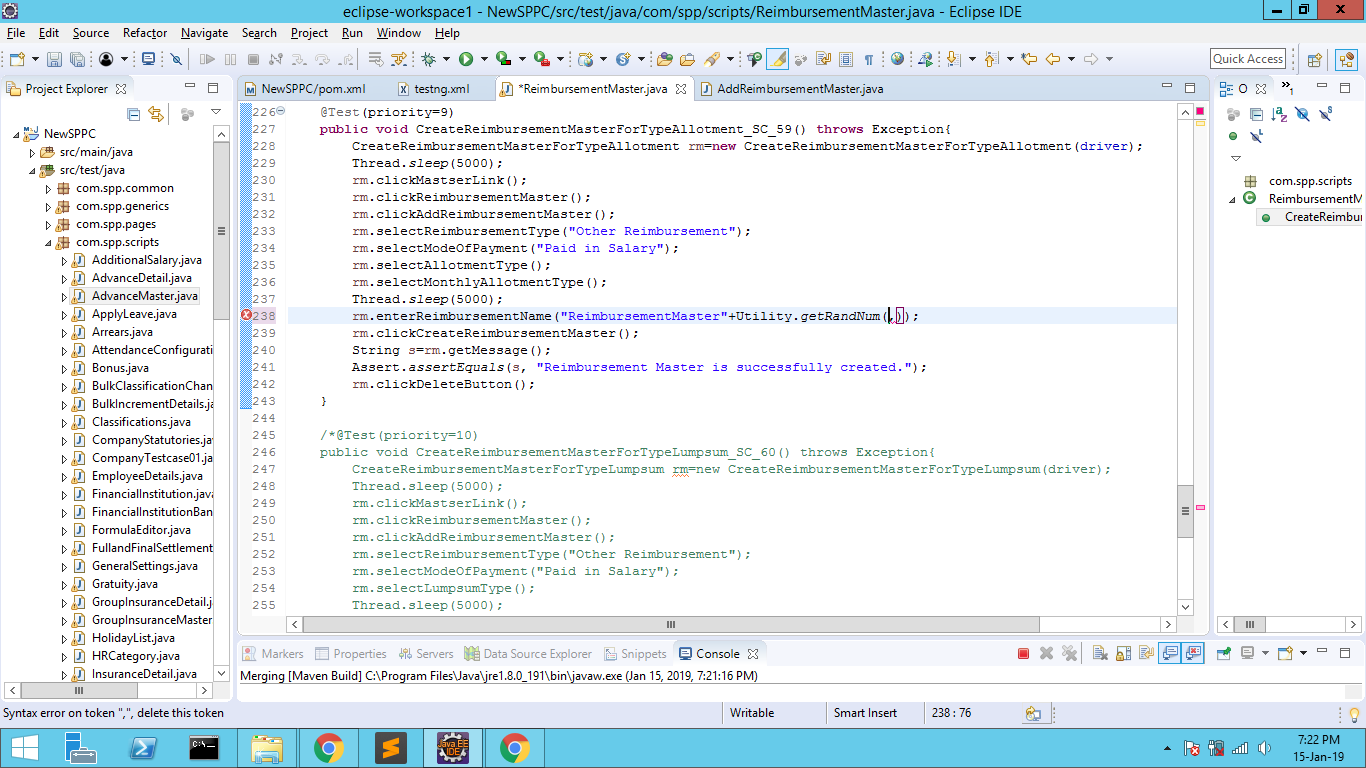 eclipse-workspace1 - NewSPPC/src/test/java/com/spp/scripts/ReimbursementMaster.java - Eclipse IDE
File Edit Source Refactor Navigate Search Project Run Window Help
Quick Access
Project Explorer
NewSPPC/pom.xml testng.xml *ReimbursementMaster.java AddReimbursementMaster.java
O
1
NewSPPC
src/main/java
src/test/java
com.spp.common
com.spp.generics
com.spp.pages
com.spp.scripts
AdditionalSalary.java
AdvanceDetail.java
AdvanceMaster.java
ApplyLeave.java
Arrears.java
AttendanceConfigurati
Bonus.java
BulkClassificationChan
BulkIncrementDetails.ja
Classifications.java
CompanyStatutories.jav
CompanyTestcase01.jav
EmployeeDetails.java
FinancialInstitution.java
FinancialInstitutionBan
FormulaEditor.java
FullandFinalSettlement
GeneralSettings.java
Gratuity.java
GroupInsuranceDetail.j
GroupInsuranceMaster
HolidayList.java
HRCategory.java
InsuranceDetail.java
226 @Test(priority=9)
227 public void CreateReimbursementMasterForTypeAllotment_SC_59() throws Exception{
228 CreateReimbursementMasterForTypeAllotment rm=new CreateReimbursementMasterForTypeAllotment(driver);
229 Thread.sleep(5000);
230 rm.clickMastserLink();
231 rm.clickReimbursementMaster();
232 rm.clickAddReimbursementMaster();
233 rm.selectReimbursementType("Other Reimbursement");
234 rm.selectModeOfPayment("Paid in Salary");
235 rm.selectAllotmentType();
236 rm.selectMonthlyAllotmentType();
237 Thread.sleep(5000);
238 rm.enterReimbursementName("ReimbursementMaster"+Utility.getRandNum(,));
239 rm.clickCreateReimbursementMaster();
240 String s=rm.getMessage();
241 Assert.assertEquals(s, "Reimbursement Master is successfully created.");
242 rm.clickDeleteButton();
243 }
244
245 /*@Test(priority=10)
246 public void CreateReimbursementMasterForTypeLumpsum_SC_60() throws Exception{
247 CreateReimbursementMasterForTypeLumpsum rm=new CreateReimbursementMasterForTypeLumpsum(driver);
248 Thread.sleep(5000);
249 rm.clickMastserLink();
250 rm.clickReimbursementMaster();
251 rm.clickAddReimbursementMaster();
252 rm.selectReimbursementType("Other Reimbursement");
253 rm.selectModeOfPayment("Paid in Salary");
254 rm.selectLumpsumType();
255 Thread.sleep(5000);
com.spp.scripts
ReimbursementM
CreateReimbur
Markers Properties Servers Data Source Explorer Snippets Console
Merging [Maven Build] C:\Program Files\Java\jre1.8.0_191\bin\javaw.exe (Jan 15, 2019, 7:21:16 PM)
Syntax error on token ",", delete this token
Writable Smart Insert 238 : 76
Java EE
IDE
7:22 PM
15-Jan-19